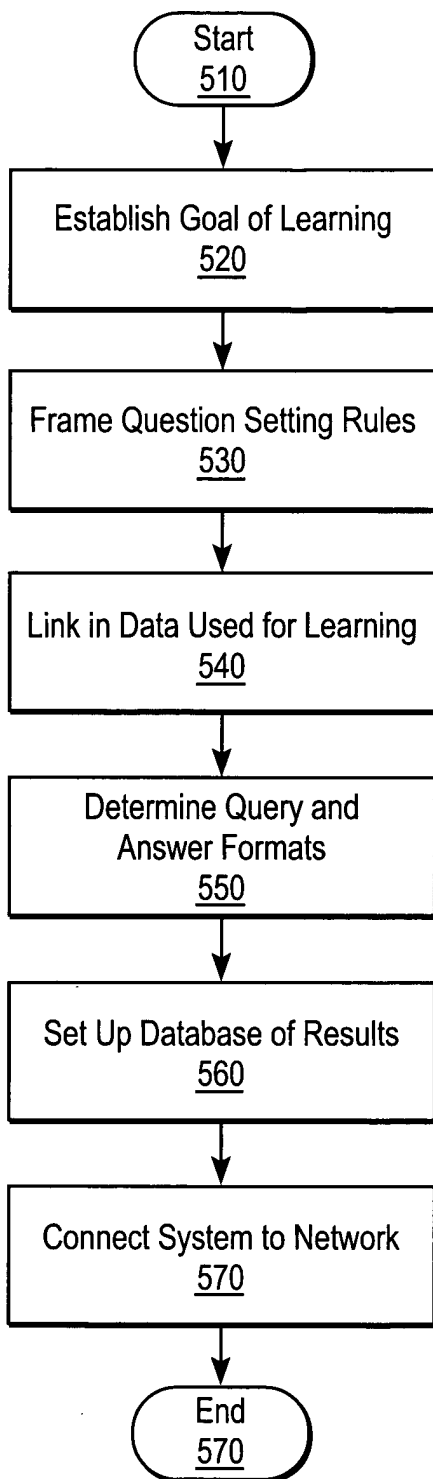 Start
510
Establish Goal of Learning
520
Frame Question Setting Rules
530
Link in Data Used for Learning
540
Determine Query and
Answer Formats
550
Set Up Database of Results
560
Connect System to Network
570
End
570